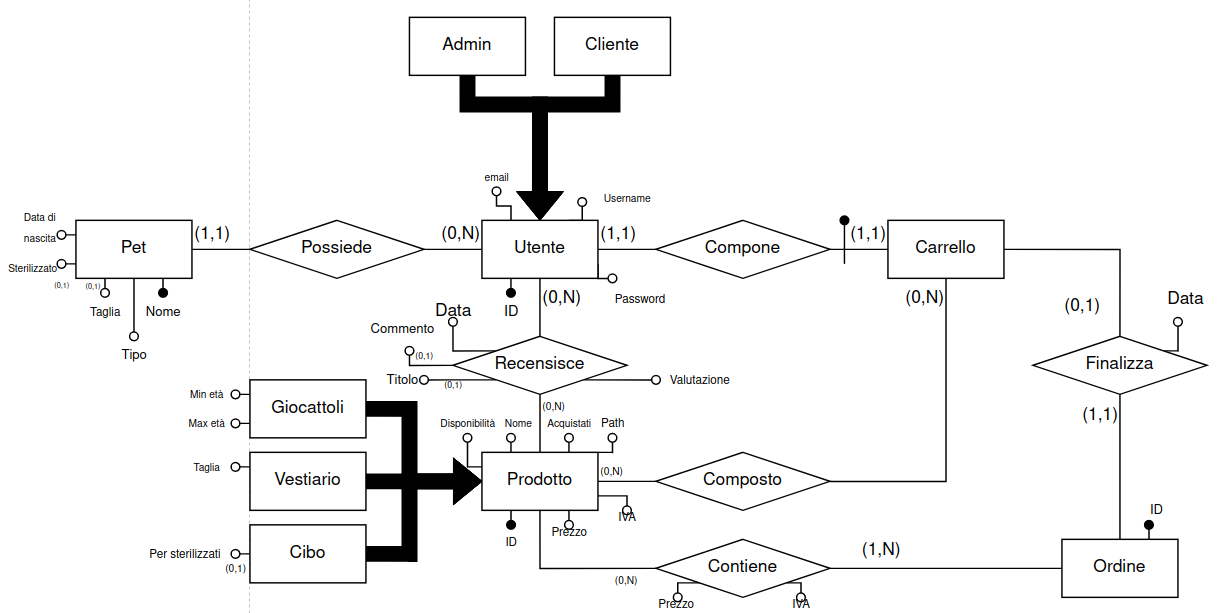 Admin
Cliente
email
Username
Data di
nascita
Pet
(1,1)
Possiede
(0,N)
Utente
(1,1)
Compone
(1,1)
Carrello
Sterilizzato
(0,1)
(0,1)
Taglia
Nome
Tipo
ID
(0,N)
Password
(0,N)
(0,1)
Data
Data
Commento
(0,1)
Recensisce
Finalizza
Titolo
(0,1)
Valutazione
Min età
Giocattoli
Max età
(0,N)
(1,1)
Disponibilità
Nome
Acquistati
Path
Taglia
Vestiario
Prodotto
(0,N)
Composto
IVA
ID
Prezzo
ID
Per sterilizzati
(0,1)
Cibo
(0,N)
Contiene
(1,N)
Ordine
Prezzo
IVA